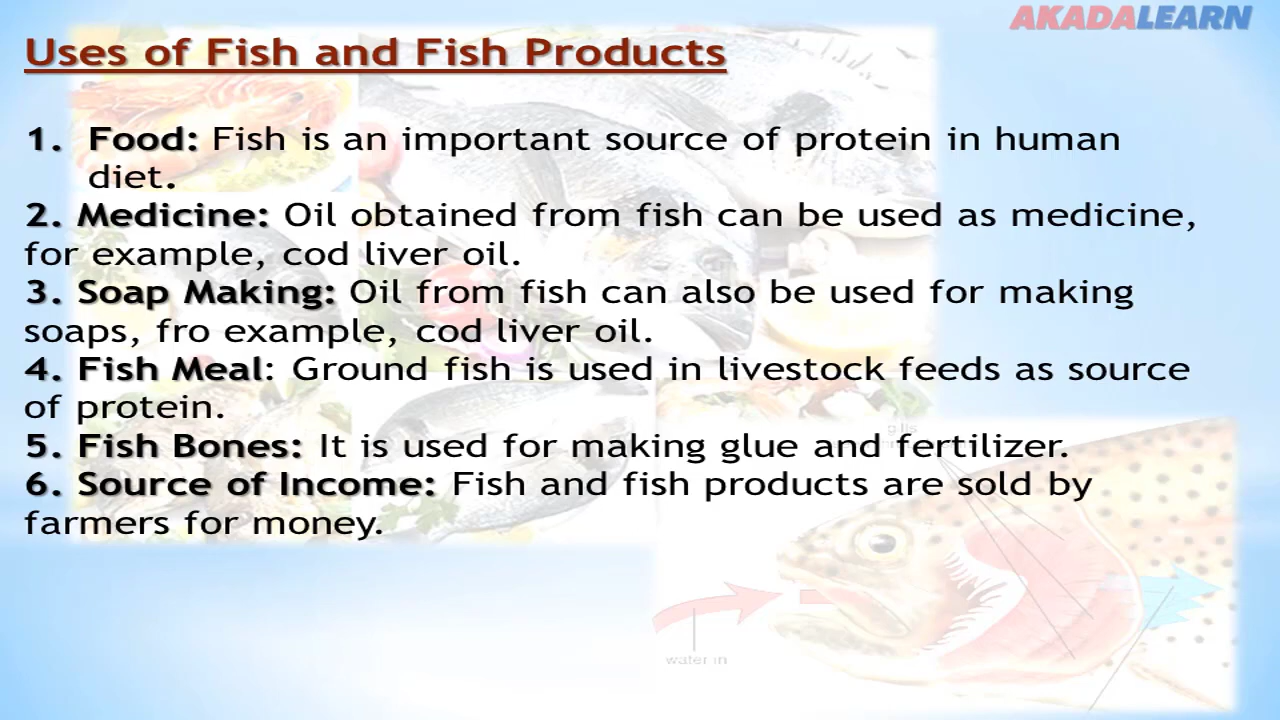 AKADALEARN
Uses of Fish and Fish Products
1. Food: Fish is an important source of protein in human
diet.
2. Medicine: Oil obtained from fish can be used as medicine,
for example, cod liver oil.
3. Soap Making: Oil from fish can also be used for making
soaps, fro example, cod liver oil.
4. Fish Meal: Ground fish is used in livestock feeds as source
of protein.
5. Fish Bones: It is used for making glue and fertilizer.
6. Source of Income: Fish and fish products are sold by
farmers for money.
gills
water in